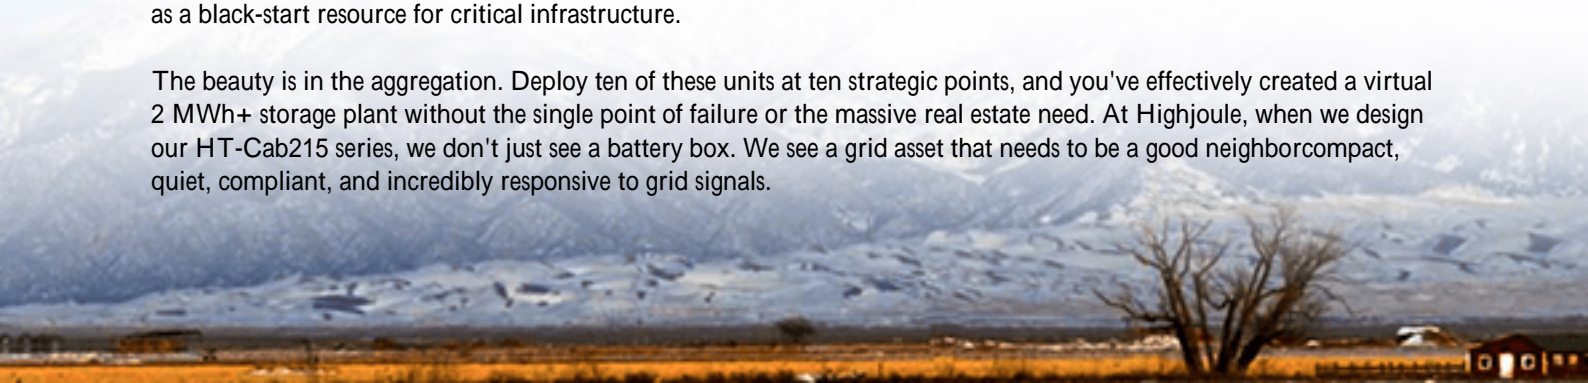 as a black-start resource for critical infrastructure.
The beauty is in the aggregation. Deploy ten of these units at ten strategic points, and you've effectively created a virtual
2 MWh+ storage plant without the single point of failure or the massive real estate need. At Highjoule, when we design
our HT-Cab215 series, we don't just see a battery box. We see a grid asset that needs to be a good neighborcompact,
quiet, compliant, and incredibly responsive to grid signals.